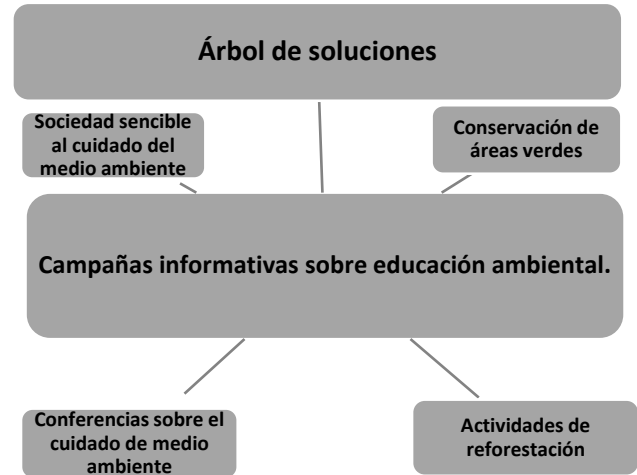 Árbol de soluciones
Sociedad sencible
al cuidado del
medio ambiente
Conservación de
áreas verdes
Campañas informativas sobre educación ambiental.
Conferencias sobre el
cuidado de medio
ambiente
Actividades de
reforestación